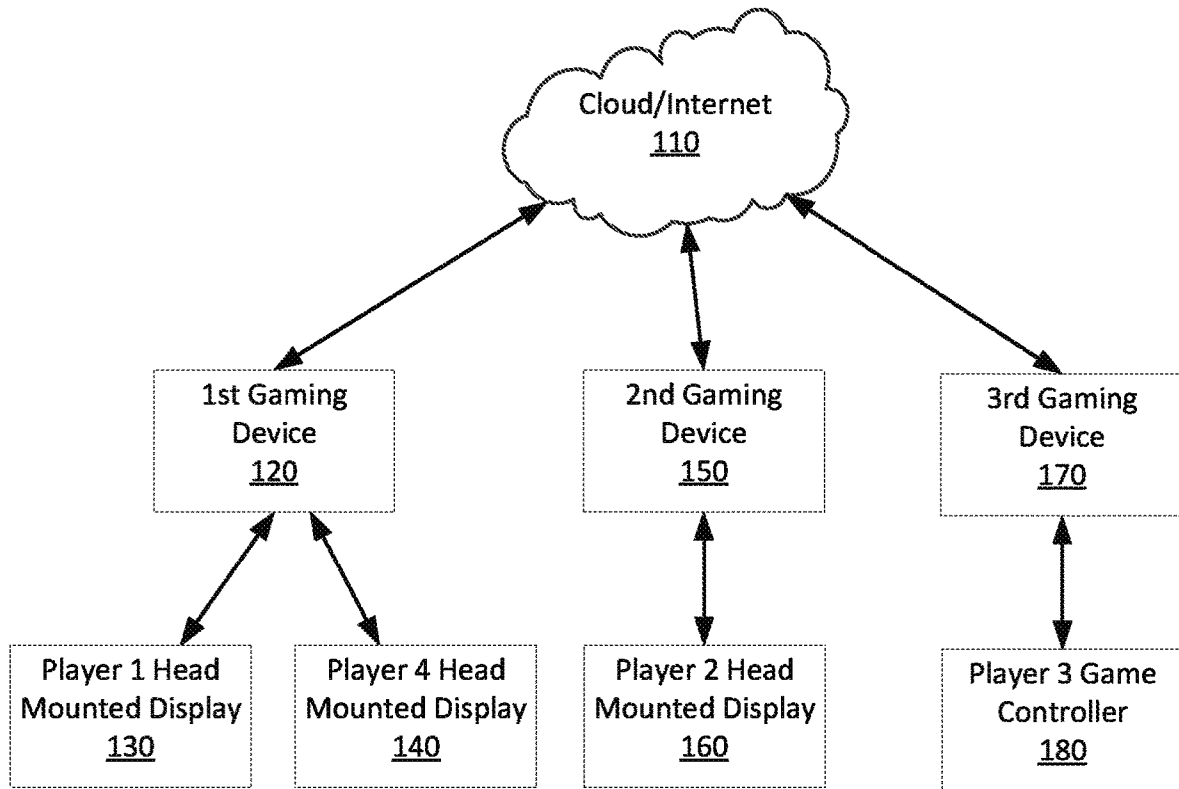 Cloud/Internet
110
1st Gaming
Device
120
2nd Gaming
Device
150
3rd Gaming
Device
170
Player 1 Head
Mounted Display
130
Player 4 Head
Mounted Display
140
Player 2 Head
Mounted Display
160
Player 3 Game
Controller
180